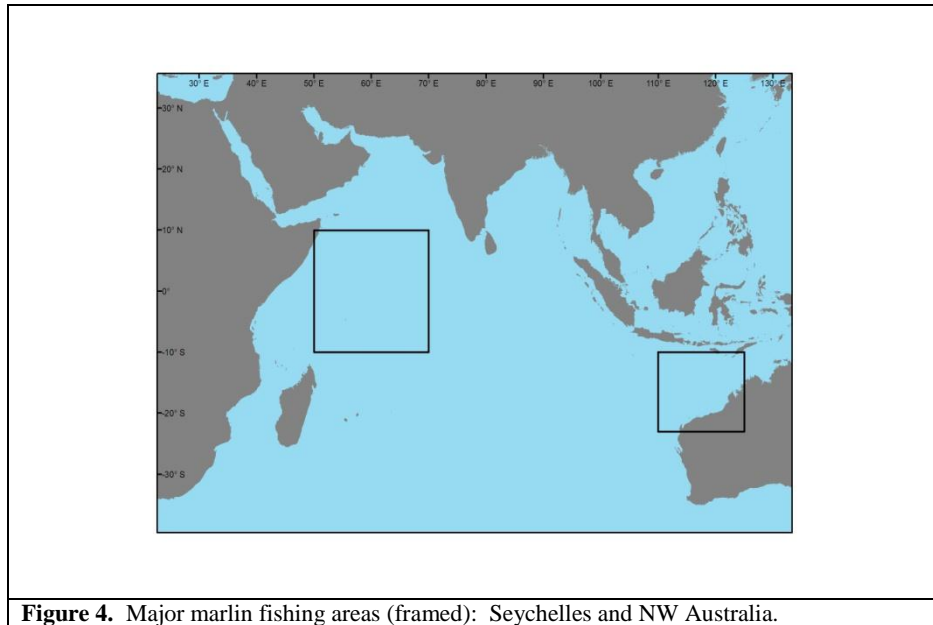 30° E 40° E 50° E 60° E 70° E 80° E 90° E 100° E 110° E 120° E 130° E
30° N
20° N
10° N
0°
10° S
20° S
30° S
Figure 4. Major marlin fishing areas (framed): Seychelles and NW Australia.